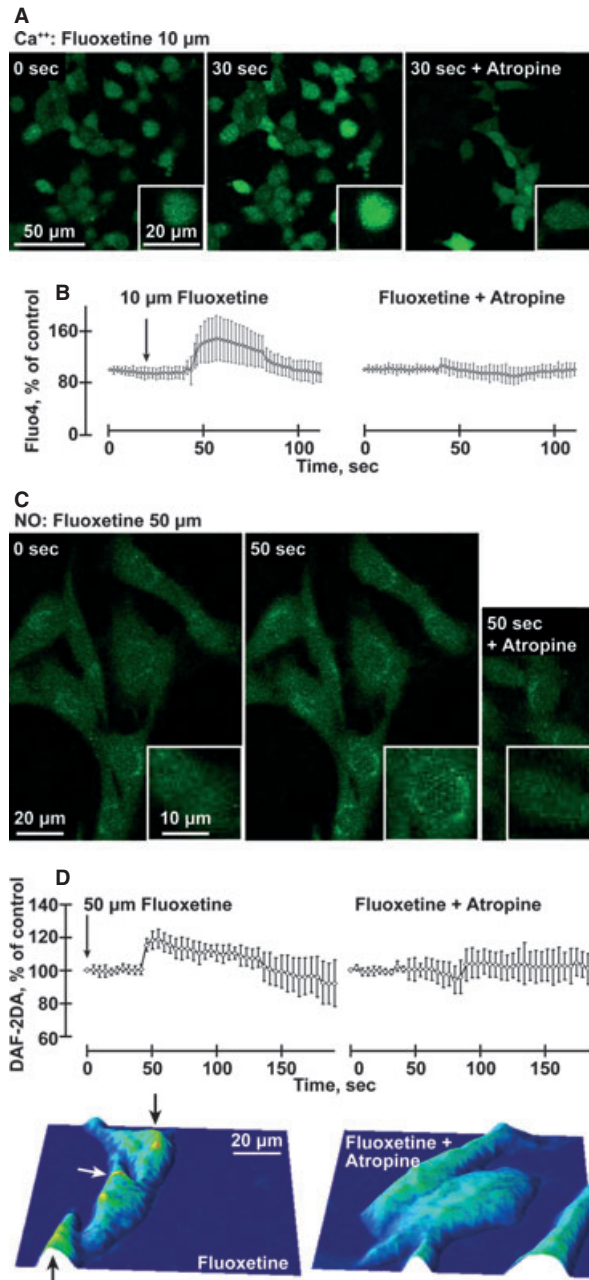 A
Ca++: Fluoxetine 10 µm
0 sec
30 sec
30 sec + Atropine
50 µm
20 µm
B
10 µm Fluoxetine
Fluoxetine + Atropine
Fluo4, % of control
160
80
0
0
50
100
0
50
100
Time, sec
C
NO: Fluoxetine 50 µm
0 sec
50 sec
50 sec
+ Atropine
20 µm
10 µm
D
50 µm Fluoxetine
Fluoxetine + Atropine
DAF-2DA, % of control
140
120
100
80
60
0
50
100
150
0
50
100
150
Time, sec
20 µm
Fluoxetine
Fluoxetine +
Atropine